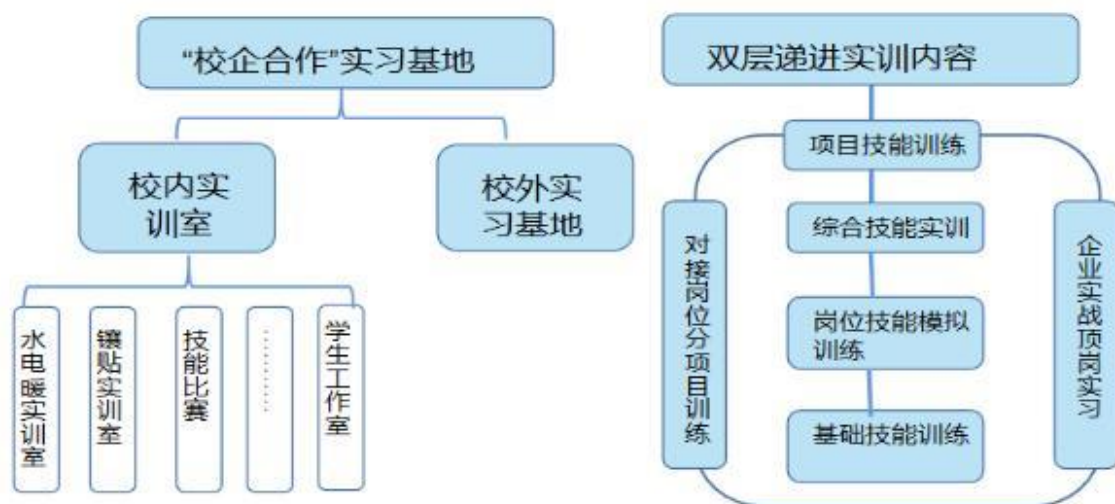 “校企合作”实习基地
校内实
训室
校外实
习基地
水电暖实训室
镶贴实训室
技能比赛
………
学生工作室
双层递进实训内容
项目技能训练
对接岗位分项目训练
综合技能实训
岗位技能模拟
训练
基础技能训练
企业实战顶岗实习